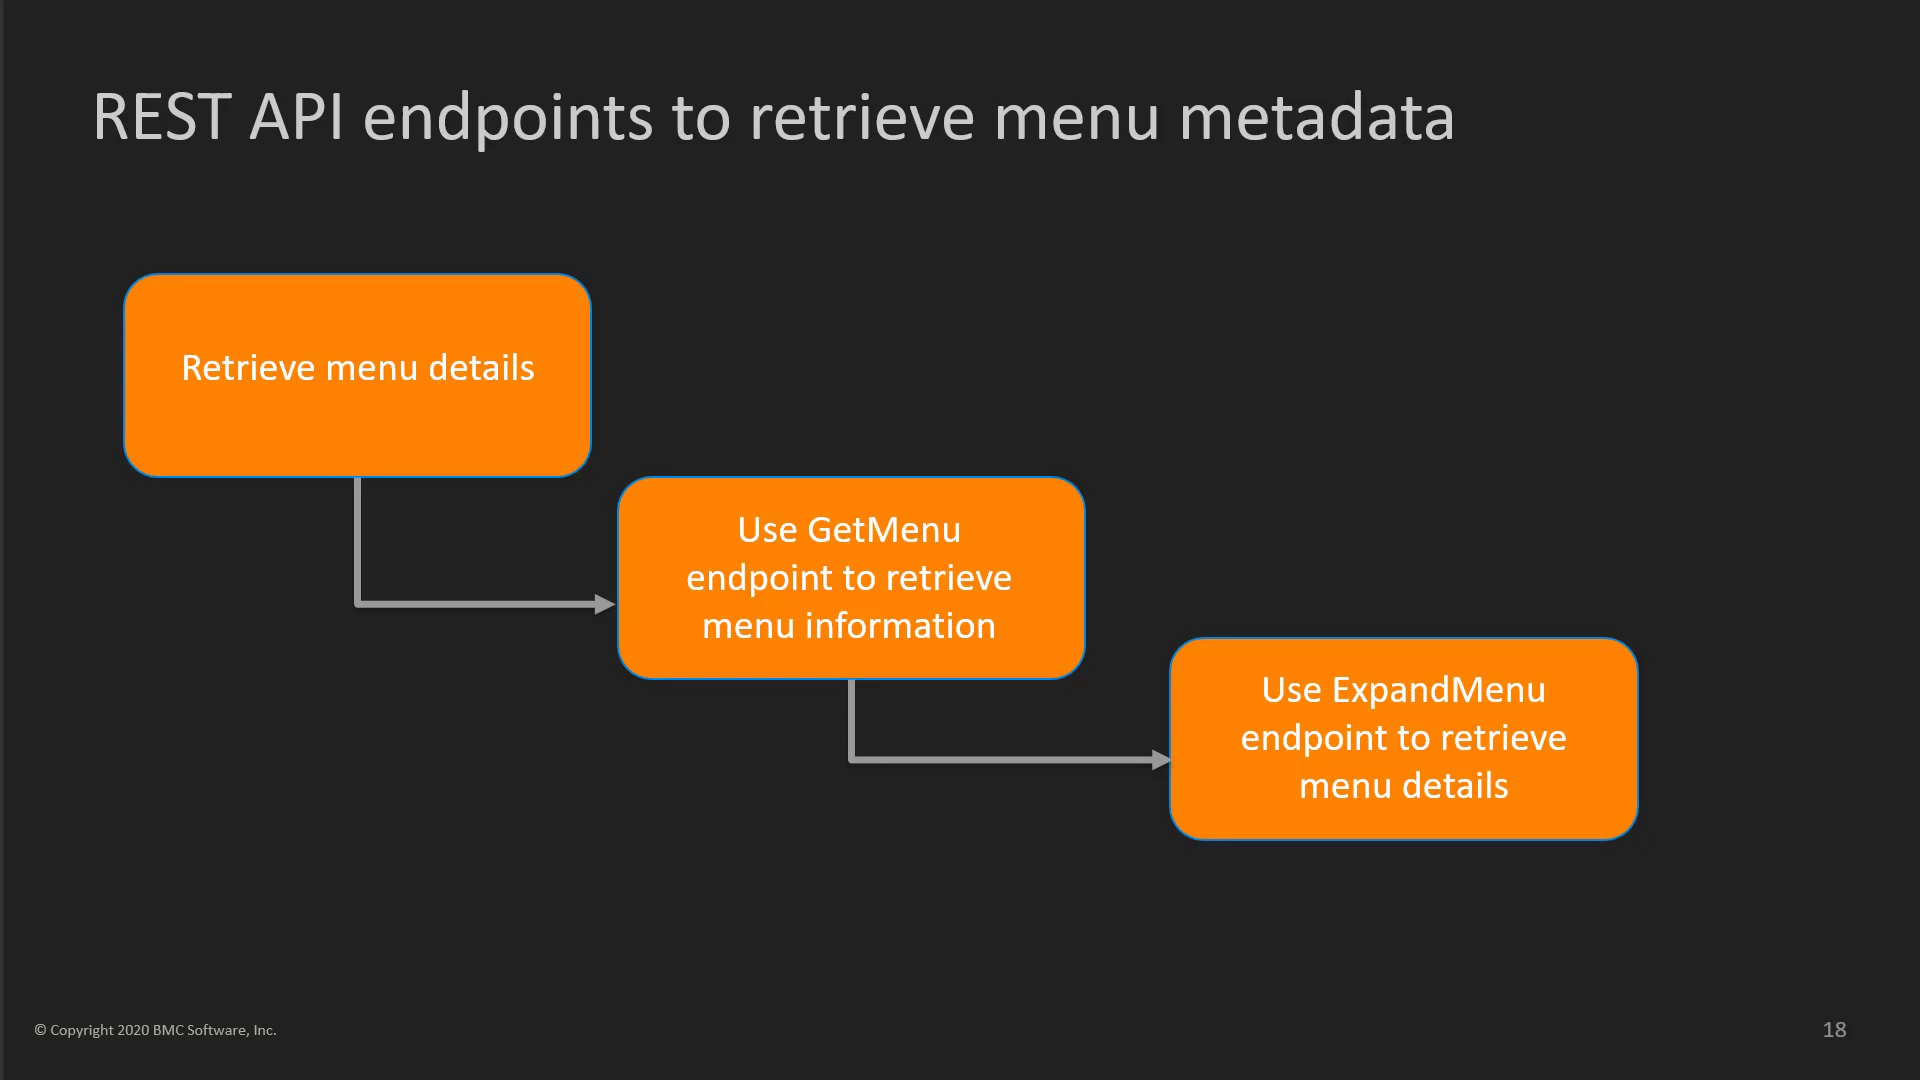 REST API endpoints to retrieve menu metadata
Retrieve menu details
Use GetMenu
endpoint to retrieve
menu information
Use ExpandMenu
endpoint to retrieve
menu details
© Copyright 2020 BMC Software, Inc.
18